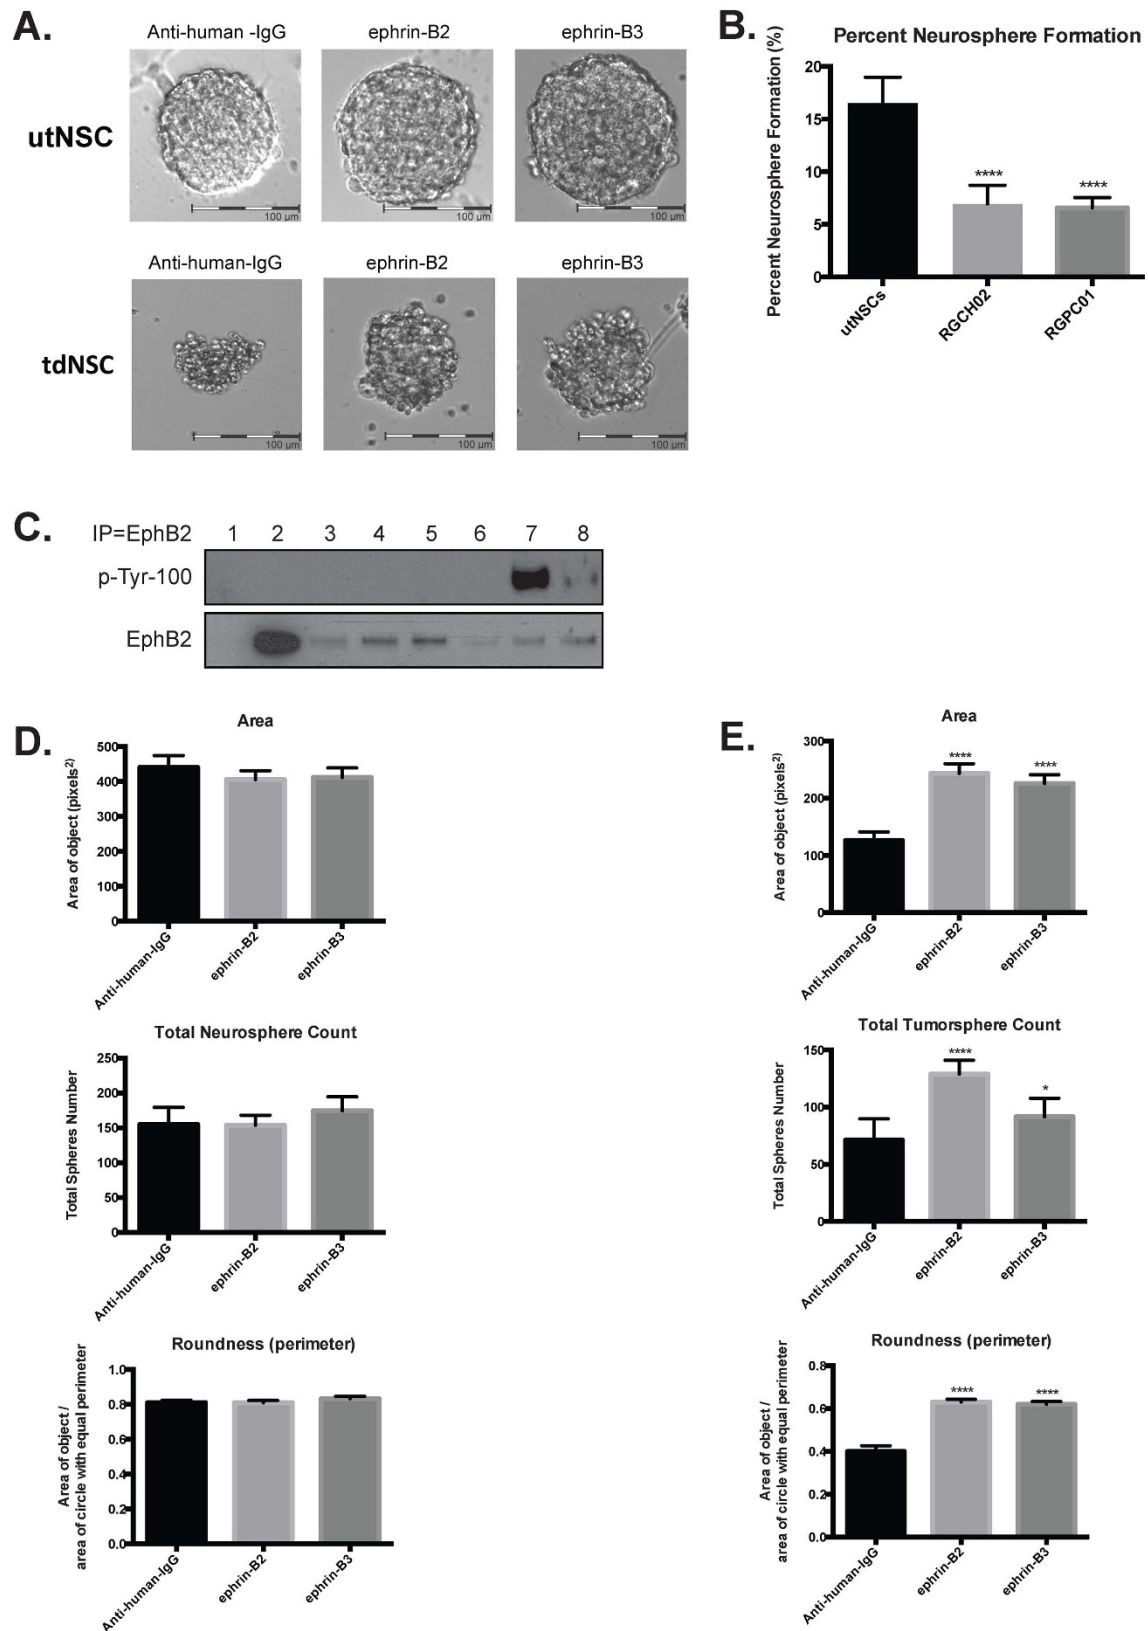 A.
Anti-human -IgG ephrin-B2 ephrin-B3
utNSC
100 µm 100 µm 100 µm
Anti-human-IgG ephrin-B2 ephrin-B3
tdNSC
100 µm 100 µm 100 µm
B.
Percent Neurosphere Formation
Percent Neurosphere Formation (%)
20
15
10
5
0
**** ****
utNSCs RGCH02 RGPC01
C.
IP=EphB2 1 2 3 4 5 6 7 8
p-Tyr-100
EphB2
D.
Area
Area of object (pixels²)
500
400
300
200
100
0
Anti-human-IgG ephrin-B2 ephrin-B3
Total Neurosphere Count
Total Spheres Number
250
200
150
100
50
0
Anti-human-IgG ephrin-B2 ephrin-B3
Roundness (perimeter)
Area of object /
area of circle with equal perimeter
1.0
0.8
0.6
0.4
0.2
0.0
Anti-human-IgG ephrin-B2 ephrin-B3
E.
Area
Area of object (pixels²)
300
200
100
0
**** ****
Anti-human-IgG ephrin-B2 ephrin-B3
Total Tumorsphere Count
Total Spheres Number
150
100
50
0
**** *
Anti-human-IgG ephrin-B2 ephrin-B3
Roundness (perimeter)
Area of object /
area of circle with equal perimeter
0.8
0.6
0.4
0.2
0.0
**** ****
Anti-human-IgG ephrin-B2 ephrin-B3